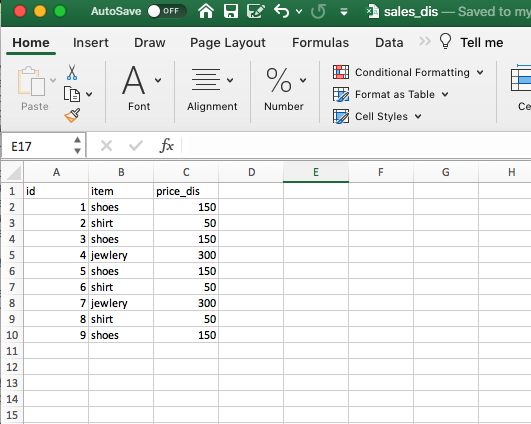 AutoSave OFF sales_dis — Saved to my
Home Insert Draw Page Layout Formulas Data >> Tell me
Paste Font Alignment % Number Conditional Formatting
Format as Table
Cell Styles
Ce
E17 fx
A B C D E F G H
1 id item price_dis
2 1 shoes 150
3 2 shirt 50
4 3 shoes 150
5 4 jewlery 300
6 5 shoes 150
7 6 shirt 50
8 7 jewlery 300
9 8 shirt 50
10 9 shoes 150
11
12
13
14
15